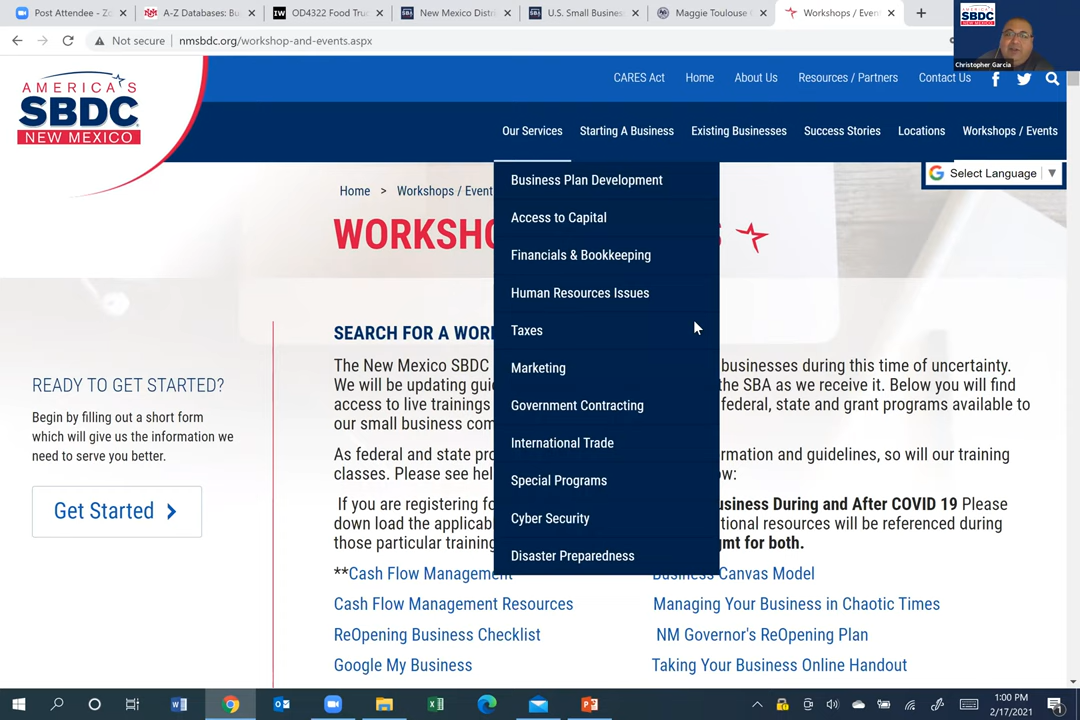 Post Attendee - Zo
A-Z Databases: Bu
OD4322 Food Tru
New Mexico Distri
U.S. Small Busines
Maggie Toulouse
Workshops / Even
Not secure | nmsbdc.org/workshop-and-events.aspx
AMERICA'S
SBDC
Christopher Garcia
AMERICA'S
SBDC
NEW MEXICO
CARES Act
Home
About Us
Resources / Partners
Contact Us
Our Services
Starting A Business
Existing Businesses
Success Stories
Locations
Workshops / Events
Select Language
Home > Workshops / Event
WORKSHO
Business Plan Development
Access to Capital
Financials & Bookkeeping
Human Resources Issues
Taxes
Marketing
Government Contracting
International Trade
Special Programs
Cyber Security
Disaster Preparedness
READY TO GET STARTED?
Begin by filling out a short form
which will give us the information we
need to serve you better.
Get Started
SEARCH FOR A WOR
The New Mexico SBDC businesses during this time of uncertainty.
We will be updating gui the SBA as we receive it. Below you will find
access to live trainings federal, state and grant programs available to
our small business com
As federal and state pro rmation and guidelines, so will our training
classes. Please see hel ow:
If you are registering fo usiness During and After COVID 19 Please
down load the applicab tional resources will be referenced during
those particular training gmt for both.
**Cash Flow Management Business Canvas Model
Cash Flow Management Resources Managing Your Business in Chaotic Times
ReOpening Business Checklist NM Governor's ReOpening Plan
Google My Business Taking Your Business Online Handout
1:00 PM
2/17/2021